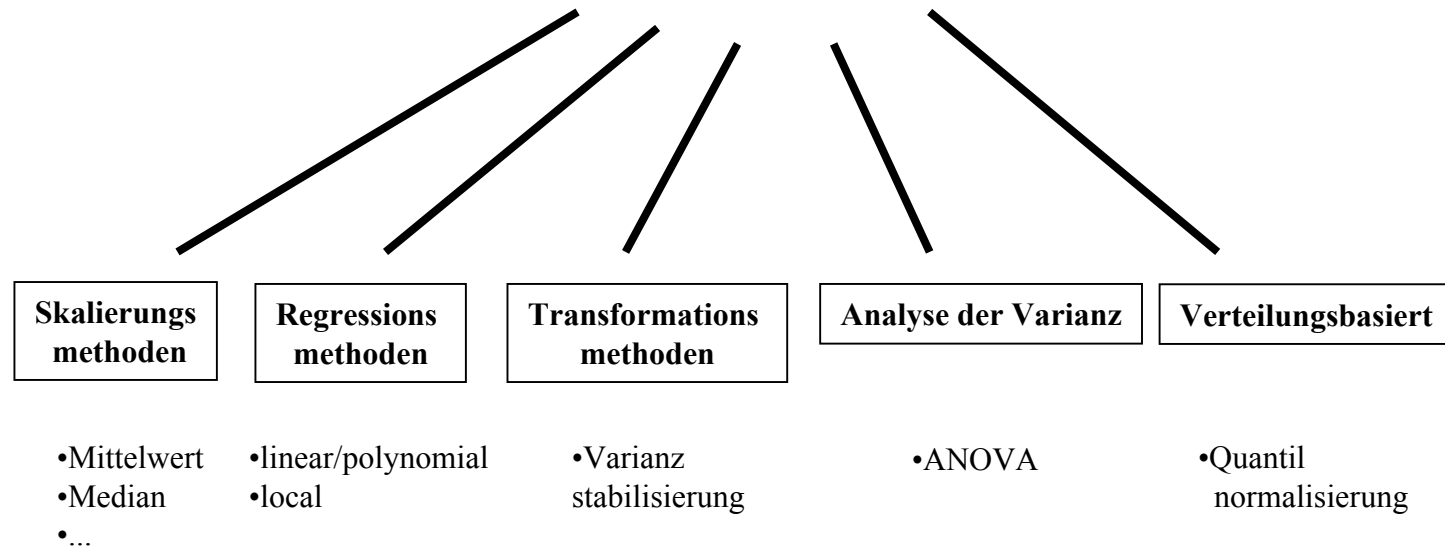 Skalierungs
methoden
Regressions
methoden
Transformations
methoden
Analyse der Varianz
Verteilungsbasiert
•Mittelwert
•Median
•...
•linear/polynomial
•local
•Varianz
stabilisierung
•ANOVA
•Quantil
normalisierung